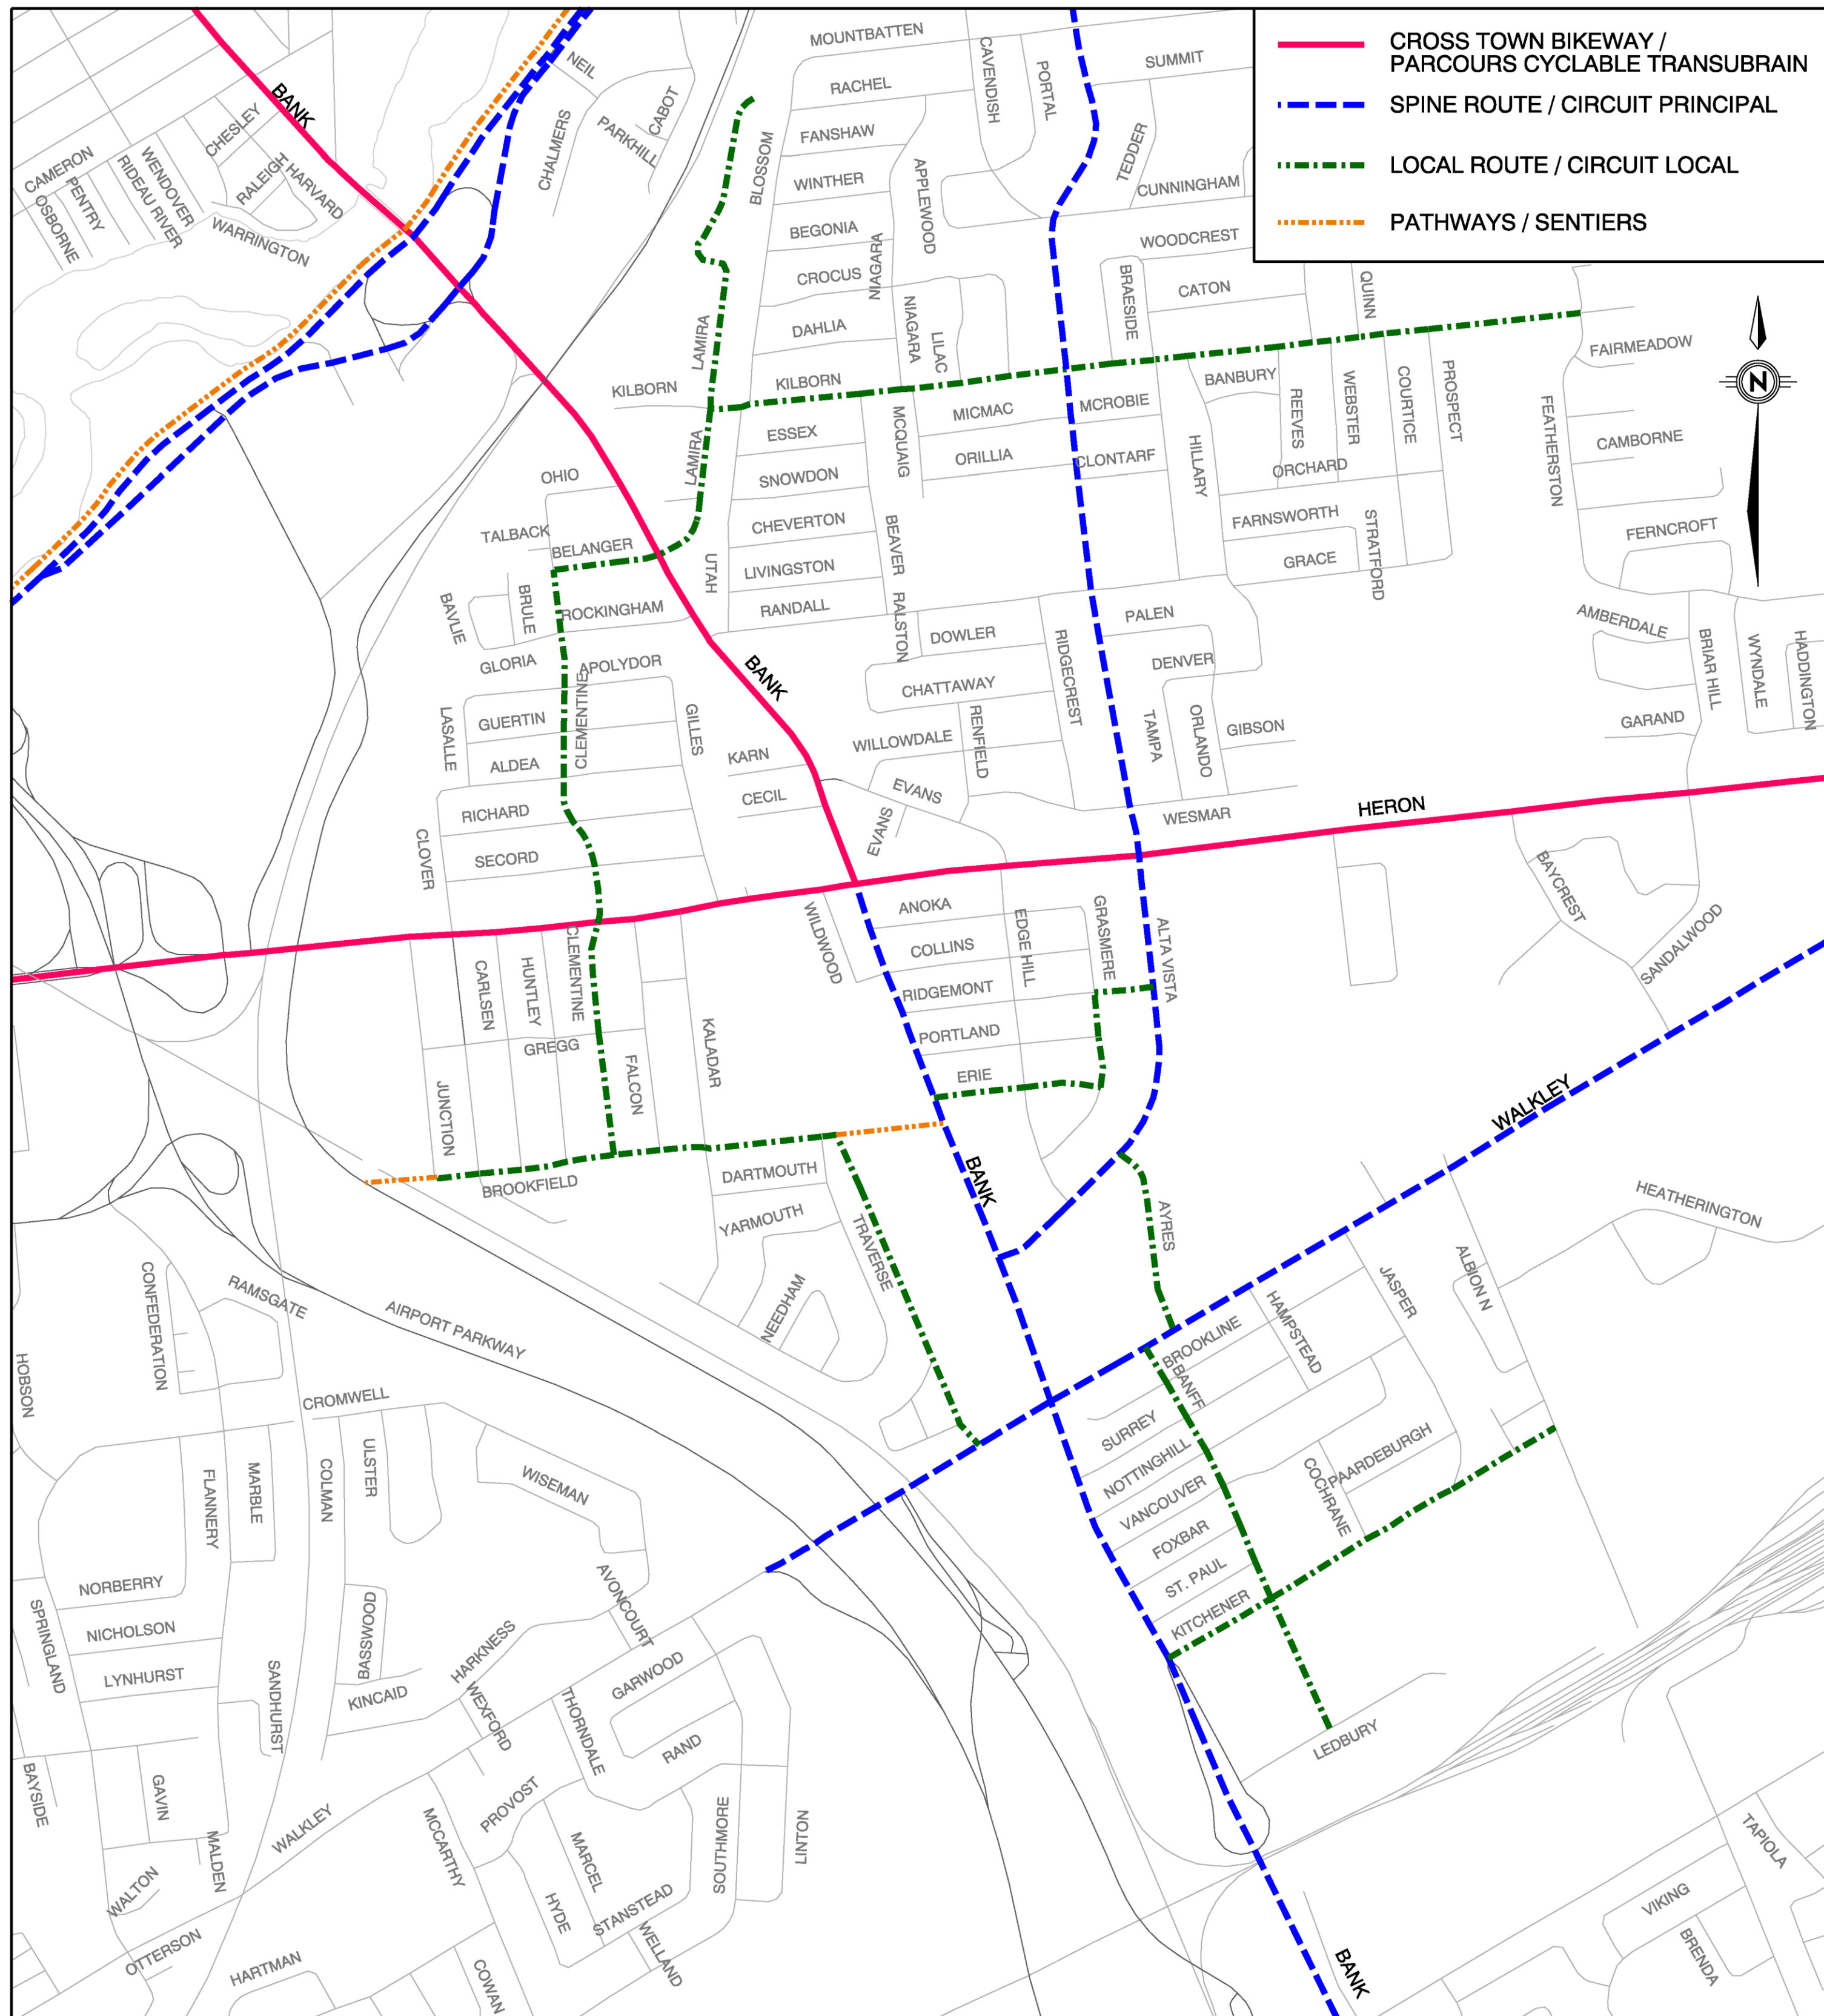 CROSS TOWN BIKEWAY /
PARCOURS CYCLABLE TRANSUBRAIN
SPINE ROUTE / CIRCUIT PRINCIPAL
LOCAL ROUTE / CIRCUIT LOCAL
PATHWAYS / SENTIERS
N
MOUNTBATTEN
NEIL
CAVENDISH
PORTAL
SUMMIT
RACHEL
BANK
CHESLEY
CABOT
CHALMERS
PARKHILL
FANSHAW
BLOSSOM
TEDDER
CAMERON
PENTRY
OSBORNE
WENDOVER
RIDEAU RIVER
RALEIGH
HARVARD
WARRINGTON
WINTHER
APPLEWOOD
CUNNINGHAM
BEGONIA
WOODCREST
CROCUS
NIAGARA
BRAESIDE
CATON
QUINN
DAHLIA
NIAGARA
LILAC
LAMIRA
FAIRMEADOW
KILBORN
KILBORN
BANBURY
REEVES
WEBSTER
COURTICE
PROSPECT
MICMAC
MCROBIE
MCQUAIG
ESSEX
LAMIRA
FEATHERSTON
CAMBORNE
ORILLIA
CLONTARF
HILLARY
ORCHARD
OHIO
SNOWDON
TALBACK
CHEVERTON
BEAVER
FARNSWORTH
STRATFORD
FERNCROFT
BELANGER
UTAH
LIVINGSTON
GRACE
BAVLIE
BRULE
ROCKINGHAM
RANDALL
RALSTON
DOWLER
PALEN
AMBERDALE
BRIAR HILL
WYNDALE
HADDINGTON
GLORIA
APOLYDOR
CLEMENTINE
BANK
CHATTAWAY
RIDGECREST
DENVER
LASALLE
GUERTIN
GILLES
KARN
WILLOWDALE
RENFIELD
TAMPA
ORLANDO
GIBSON
GARAND
ALDEA
CECIL
EVANS
EVANS
WESMAR
HERON
RICHARD
CLOVER
SECORD
BAYCREST
SANDALWOOD
WILDWOOD
ANOKA
EDGE HILL
GRASMERE
ALTA VISTA
COLLINS
CARLSEN
HUNTLEY
CLEMENTINE
RIDGEMONT
GREGG
KALADAR
PORTLAND
JUNCTION
FALCON
ERIE
WALKLEY
BROOKFIELD
DARTMOUTH
BANK
YARMOUTH
TRAVERSE
AYRES
HEATHERINGTON
CONFEDERATION
RAMSGATE
AIRPORT PARKWAY
NEEDHAM
JASPER
ALBION N
HAMPSTEAD
BROOKLINE
BANFF
HOBSON
CROMWELL
SURREY
NOTTINGHILL
PAARDEBURGH
COCHRANE
FLANNERY
MARBLE
COLMAN
ULSTER
WISEMAN
VANCOUVER
FOXBAR
ST. PAUL
KITCHENER
NORBERRY
AVONCOURT
SPRINGLAND
NICHOLSON
BASSWOOD
HARKNESS
LYNHURST
SANDHURST
KINCAID
WEXFORD
GARWOOD
THORNDALE
RAND
LEDBURY
BAYSIDE
GAVIN
PROVOST
MCCARTHY
WALKLEY
MARCEL
SOUTHMORE
LINTON
TAPIOLA
MALDEN
WALTON
HYDE
STANSTEAD
WELLAND
VIKING
BRENDA
OTTERSON
HARTMAN
COWAN
BANK